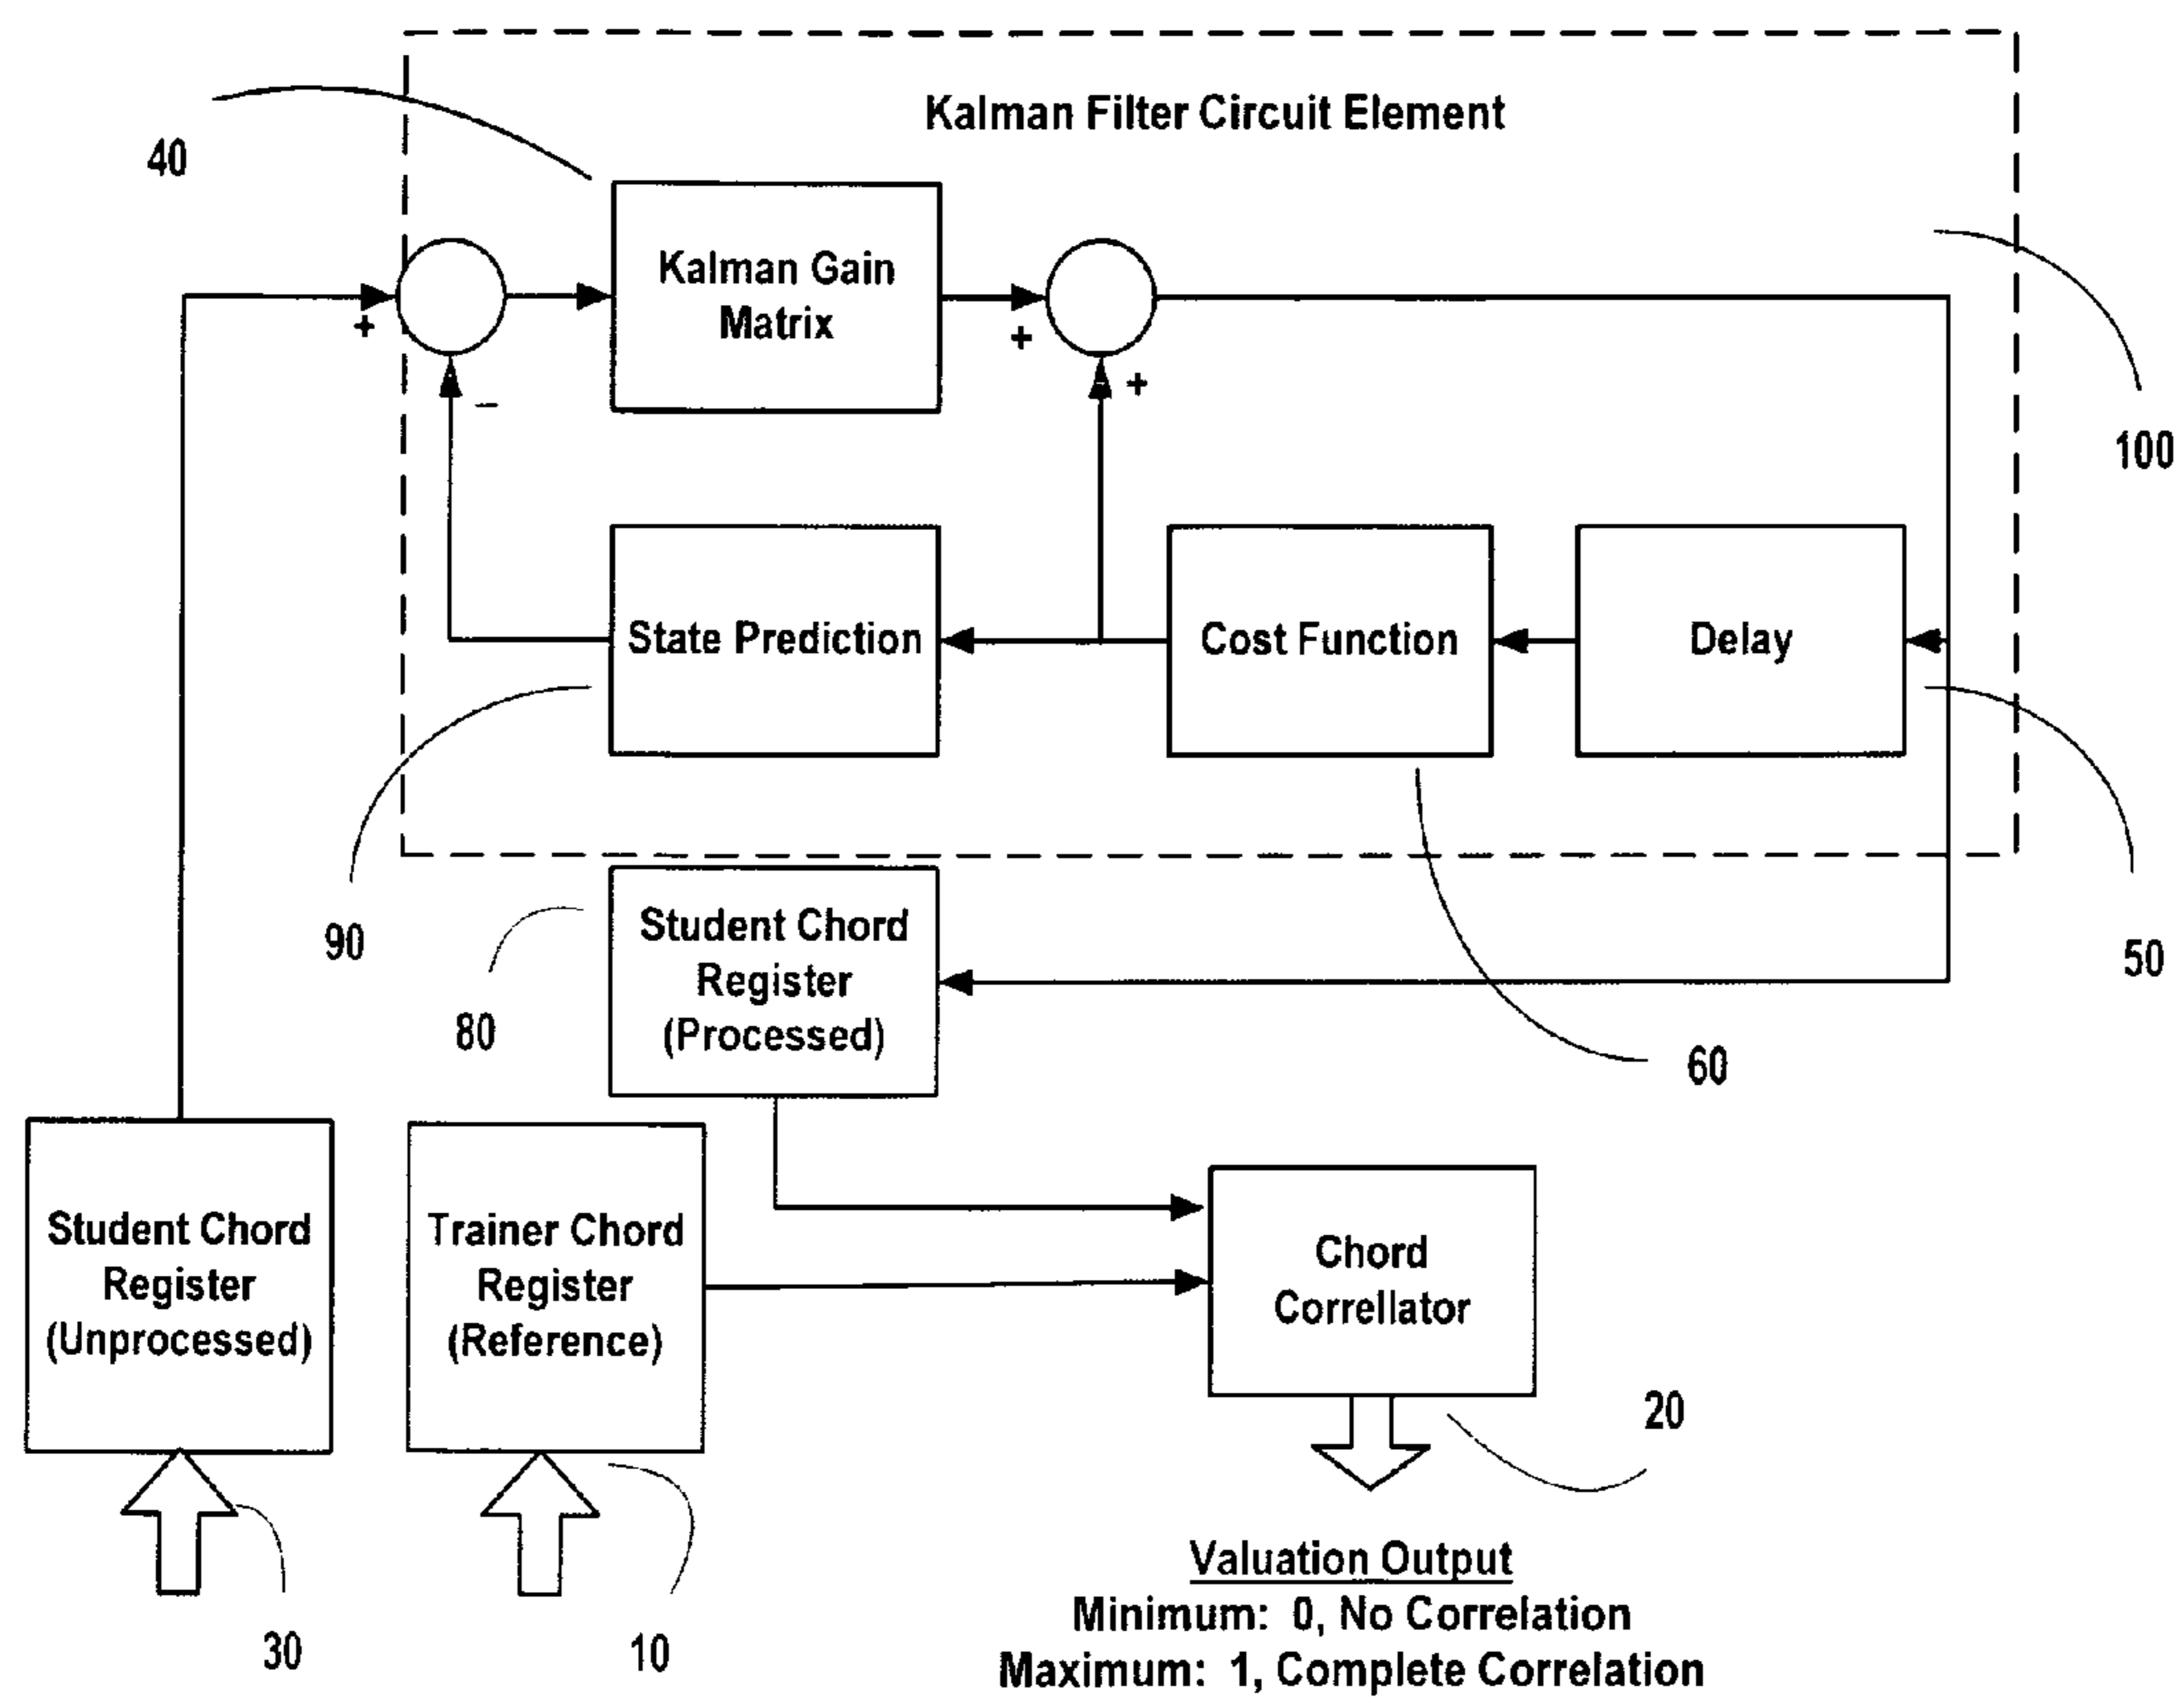 Kalman Filter Circuit Element
40
Kalman Gain
Matrix
+
+
+
−
100
State Prediction
Cost Function
Delay
90
80
Student Chord
Register
(Processed)
50
60
Student Chord
Register
(Unprocessed)
Trainer Chord
Register
(Reference)
Chord
Correllator
20
30
10
Valuation Output
Minimum: 0, No Correlation
Maximum: 1, Complete Correlation